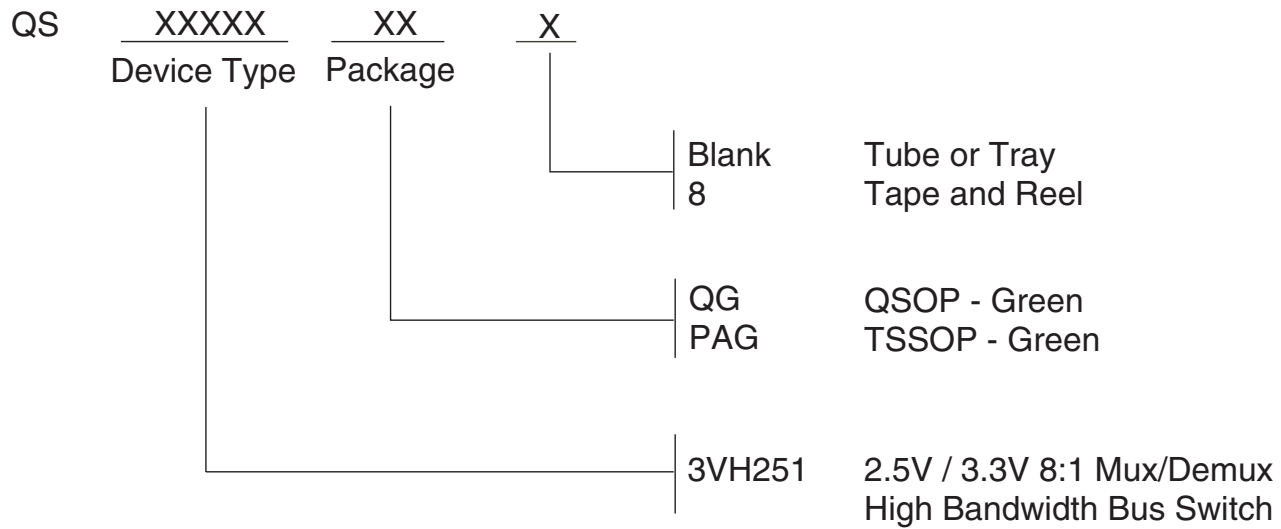 QS XXXXX XX X
Device Type Package
Blank Tube or Tray
8 Tape and Reel
QG QSOP - Green
PAG TSSOP - Green
3VH251 2.5V / 3.3V 8:1 Mux/Demux
High Bandwidth Bus Switch